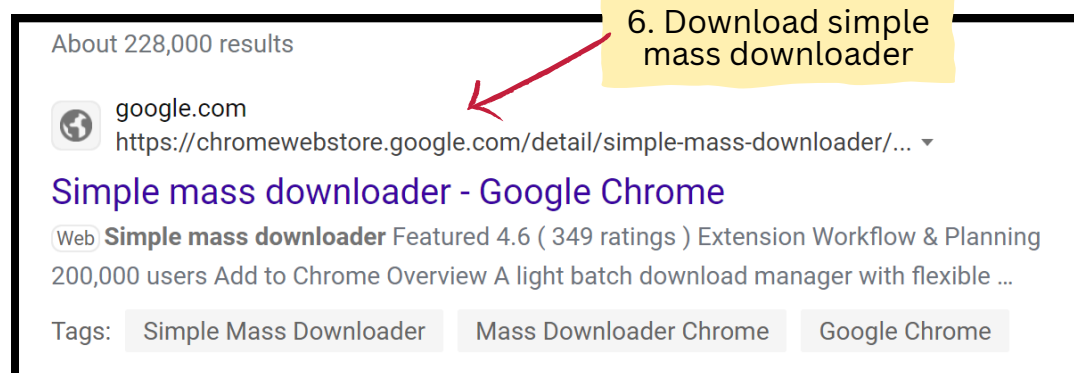 6. Download simple
mass downloader
About 228,000 results
google.com
https://chromewebstore.google.com/detail/simple-mass-downloader/...
Simple mass downloader - Google Chrome
Web Simple mass downloader Featured 4.6 ( 349 ratings ) Extension Workflow & Planning
200,000 users Add to Chrome Overview A light batch download manager with flexible ...
Tags: Simple Mass Downloader Mass Downloader Chrome Google Chrome